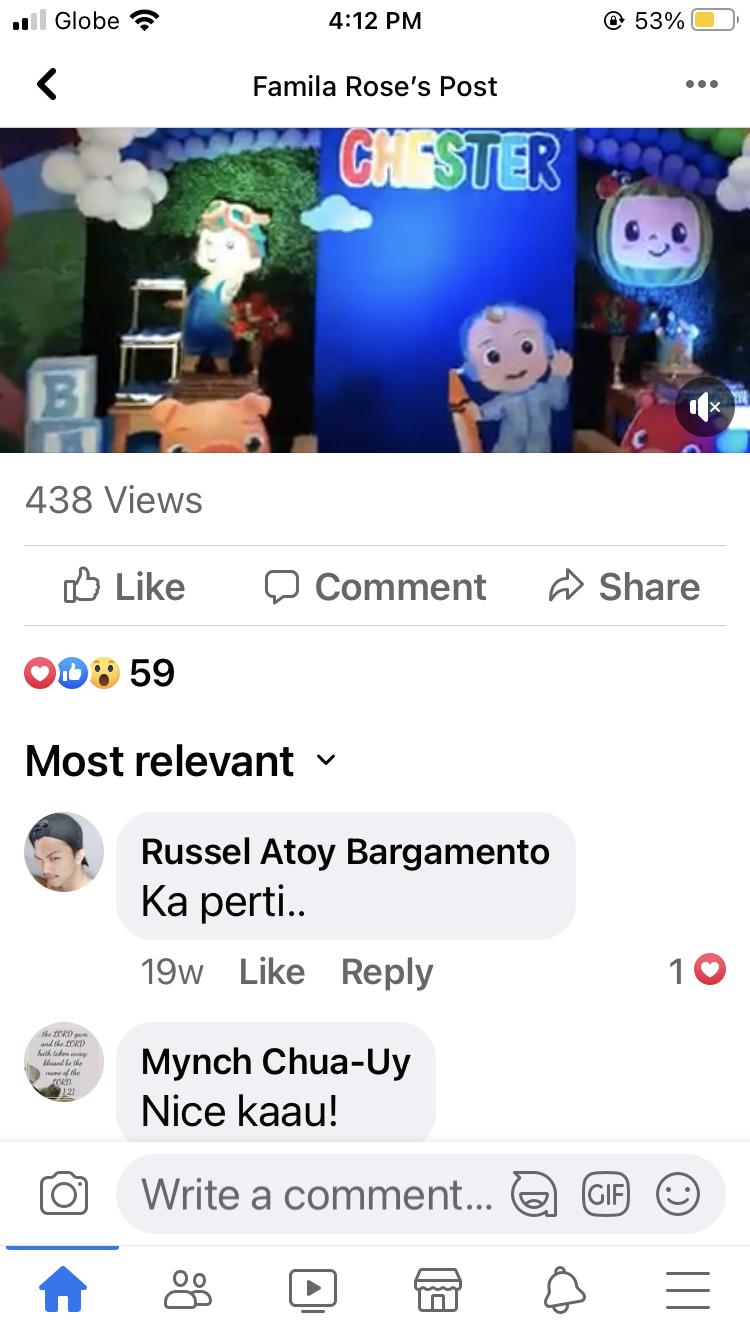 Globe 4:12 PM 53%
Famila Rose's Post
CHESTER
B
438 Views
Like Comment Share
59
Most relevant
Russel Atoy Bargamento
Ka perti..
19w Like Reply 1
the LORD gave
and the LORD
hath taken away;
blessed be the
name of the
LORD.
1:21
Mynch Chua-Uy
Nice kaau!
Write a comment... GIF